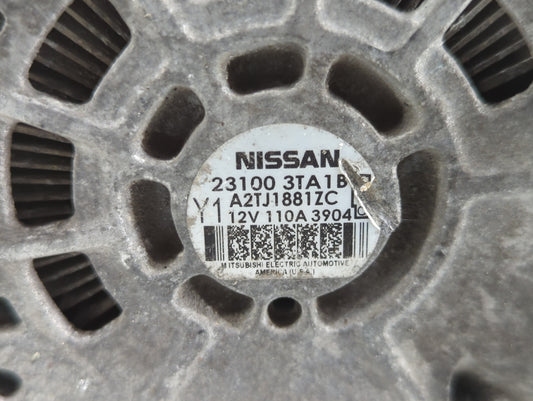 NISSAN
23100 3TA1B
A2TJ1881ZC
Y1 12V 110A 3904
MITSUBISHI ELECTRIC AUTOMOTIVE
AMERICA (U.S.A.)